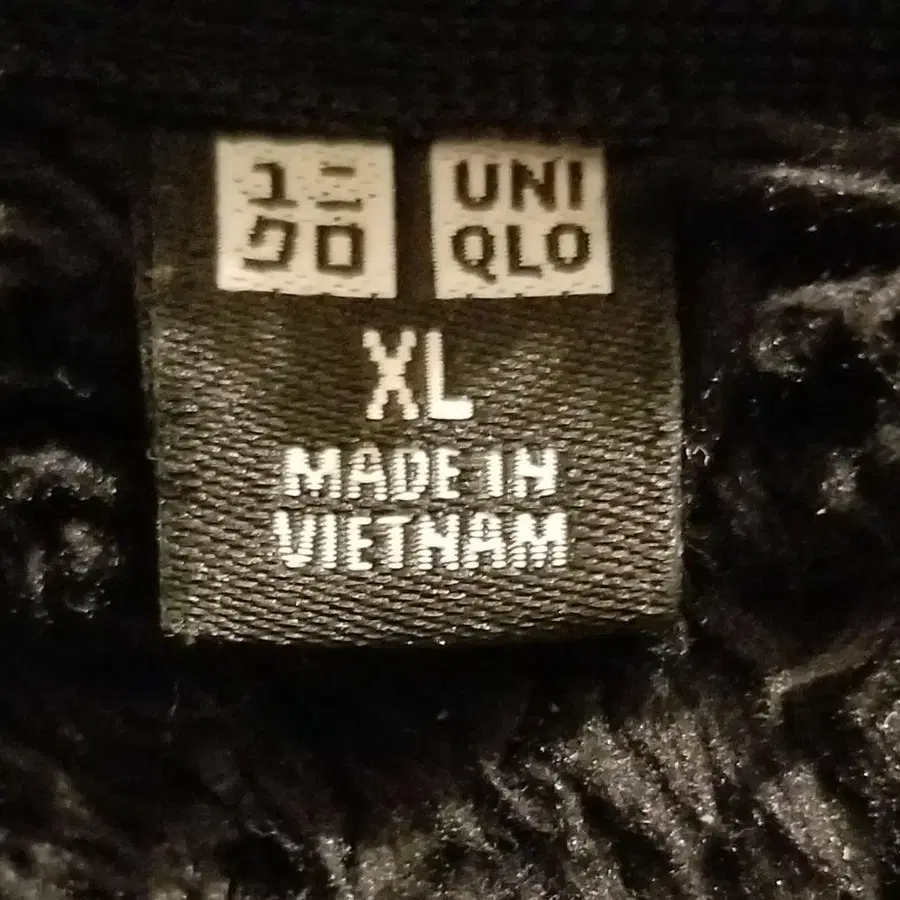 ユニ
クロ
UNI
QLO
XL
MADE IN
VIETNAM